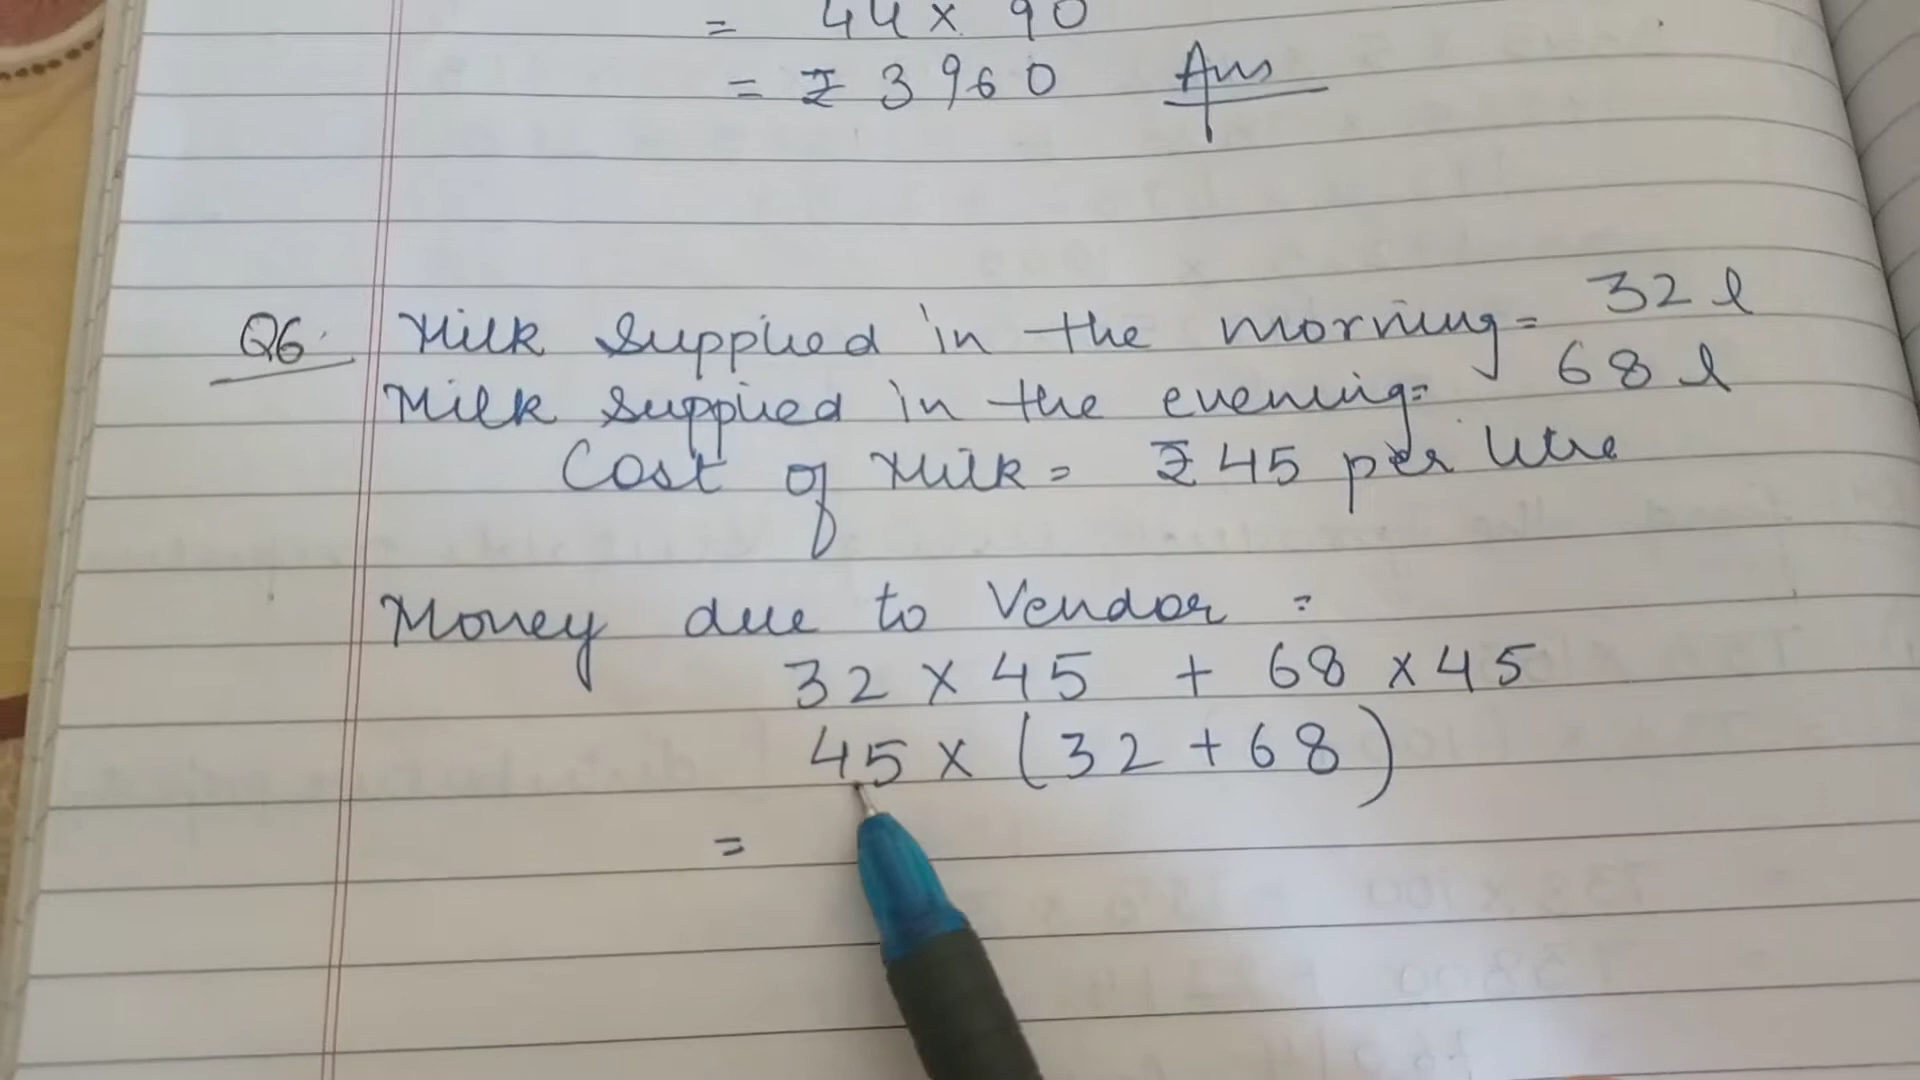 = 44 x 90
= ₹ 3960 Ans
Q6. Milk supplied in the morning = 32 l
Milk supplied in the evening = 68 l
Cost of Milk = ₹ 45 per litre
Money due to Vendor =
32 x 45 + 68 x 45
45 x (32 + 68)
=